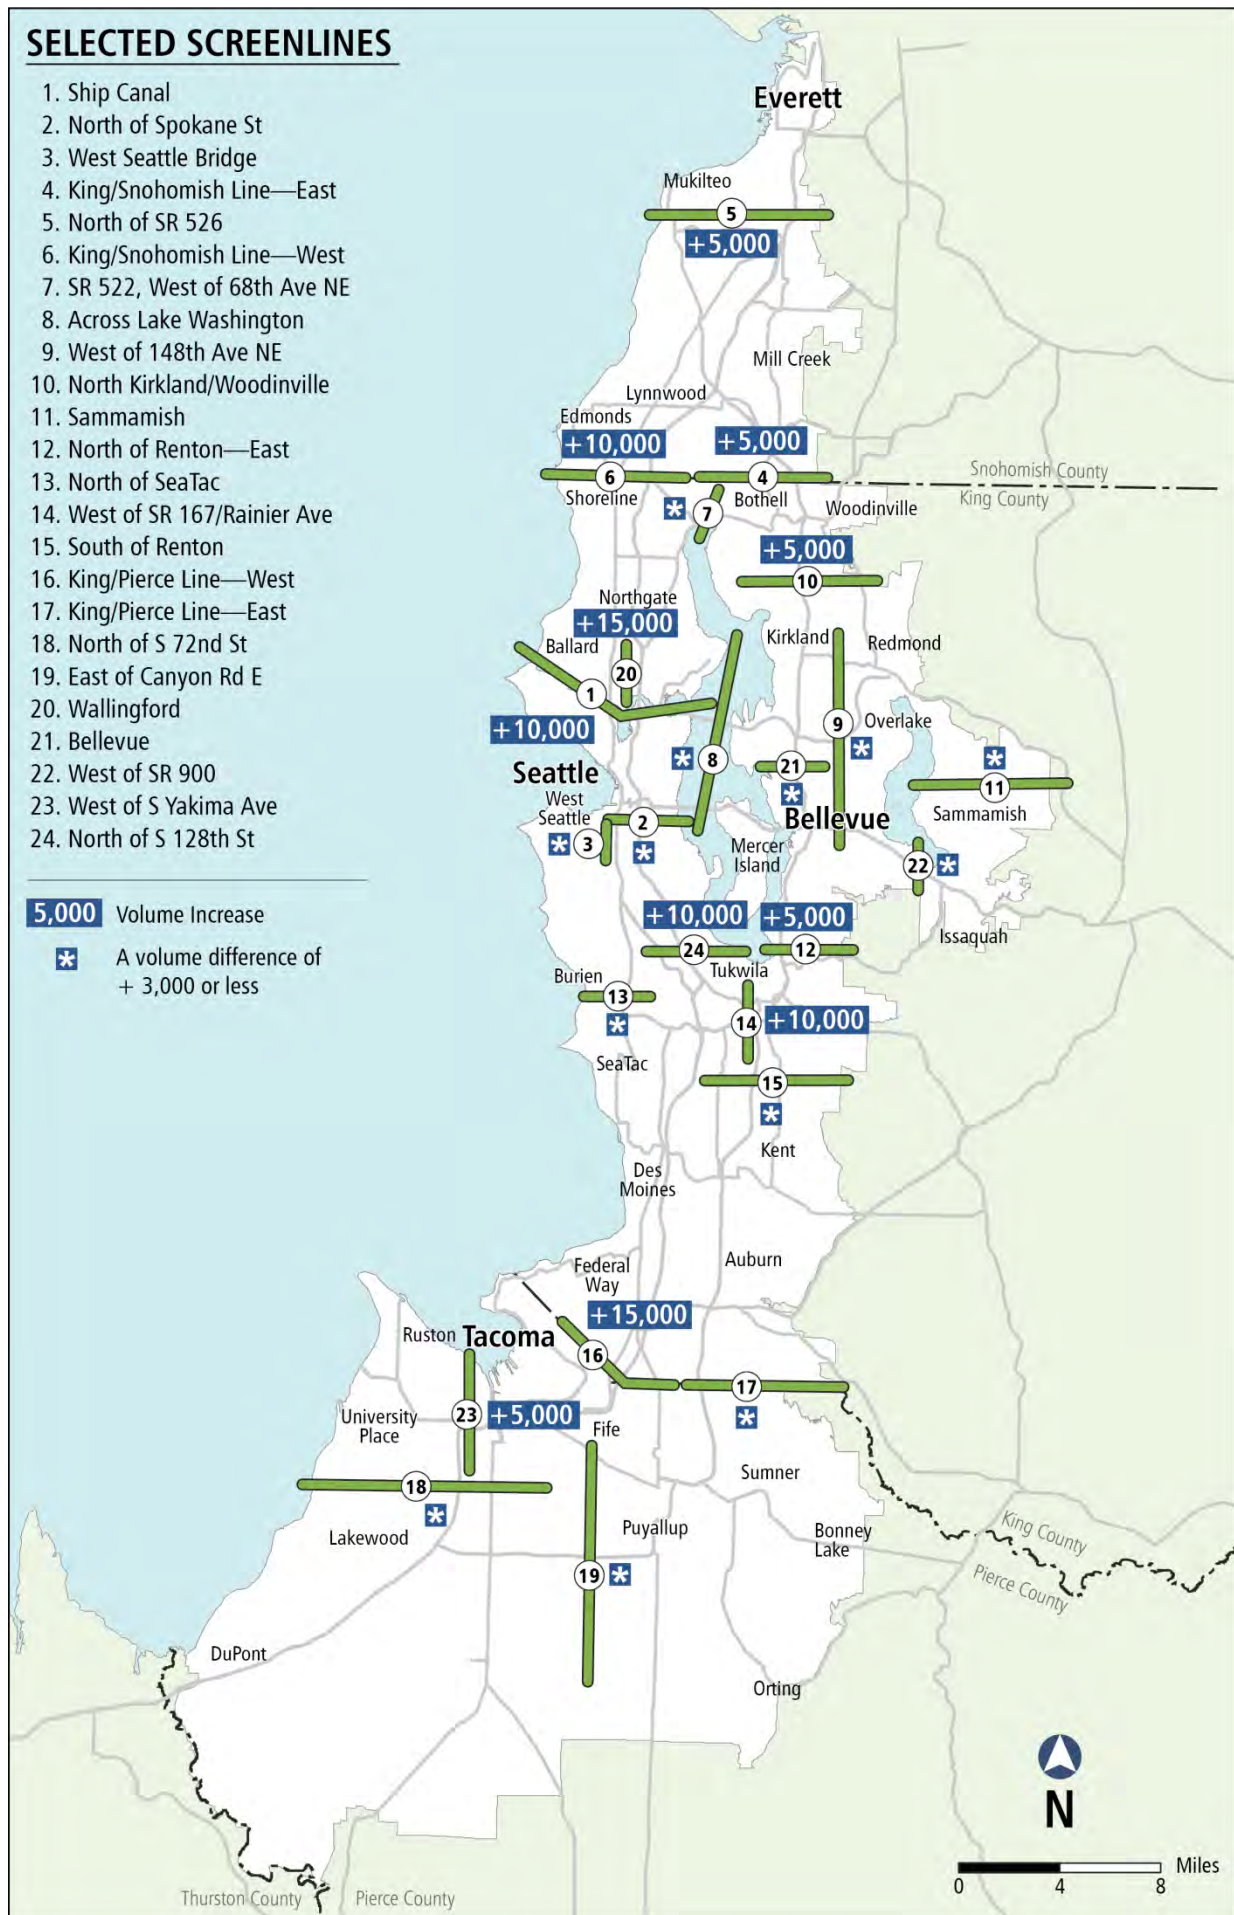 SELECTED SCREENLINES
1. Ship Canal
2. North of Spokane St
3. West Seattle Bridge
4. King/Snohomish Line—East
5. North of SR 526
6. King/Snohomish Line—West
7. SR 522, West of 68th Ave NE
8. Across Lake Washington
9. West of 148th Ave NE
10. North Kirkland/Woodinville
11. Sammamish
12. North of Renton—East
13. North of SeaTac
14. West of SR 167/Rainier Ave
15. South of Renton
16. King/Pierce Line—West
17. King/Pierce Line—East
18. North of S 72nd St
19. East of Canyon Rd E
20. Wallingford
21. Bellevue
22. West of SR 900
23. West of S Yakima Ave
24. North of S 128th St
5,000 Volume Increase
* A volume difference of
+ 3,000 or less
Everett
Mukilteo
5
+5,000
Mill Creek
Lynnwood
Edmonds
+10,000
+5,000
6
4
Snohomish County
King County
Shoreline
*
7
Bothell
Woodinville
+5,000
10
Northgate
+15,000
Ballard
Kirkland
Redmond
20
1
+10,000
9
Overlake
*
*
8
21
*
*
11
Seattle
West
Seattle
Sammamish
Bellevue
2
*
3
*
Mercer
Island
22
*
+10,000
+5,000
Issaquah
24
12
Tukwila
Burien
13
*
14
+10,000
SeaTac
15
*
Kent
Des
Moines
Auburn
Federal
Way
+15,000
Ruston
Tacoma
16
17
*
23
+5,000
University
Place
Fife
18
*
Sumner
Lakewood
Puyallup
Bonney
Lake
King County
Pierce County
19
*
DuPont
Orting
N
Miles
0 4 8
Thurston County
Pierce County